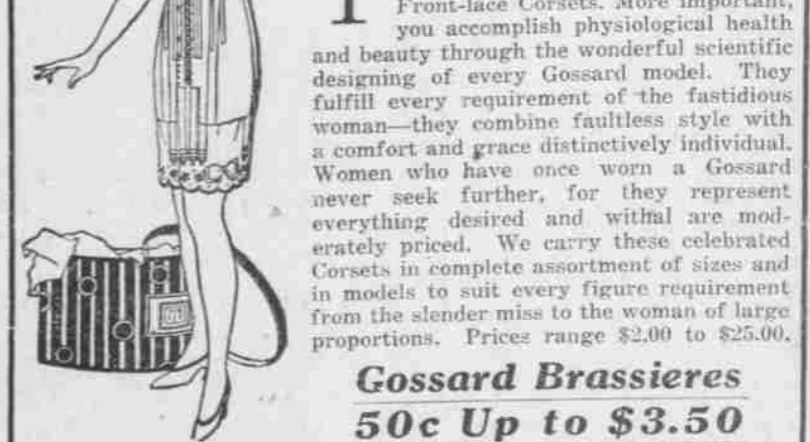 I Front-lace Corsets. More important,
you accomplish physiological health
and beauty through the wonderful scientific
designing of every Gossard model. They
fulfill every requirement of the fastidious
woman—they combine faultless style with
a comfort and grace distinctively individual.
Women who have once worn a Gossard
never seek further, for they represent
everything desired and withal are mod-
erately priced. We carry these celebrated
Corsets in complete assortment of sizes and
in models to suit every figure requirement
from the slender miss to the woman of large
proportions. Prices range $2.00 to $25.00.
Gossard Brassieres
50c Up to $3.50